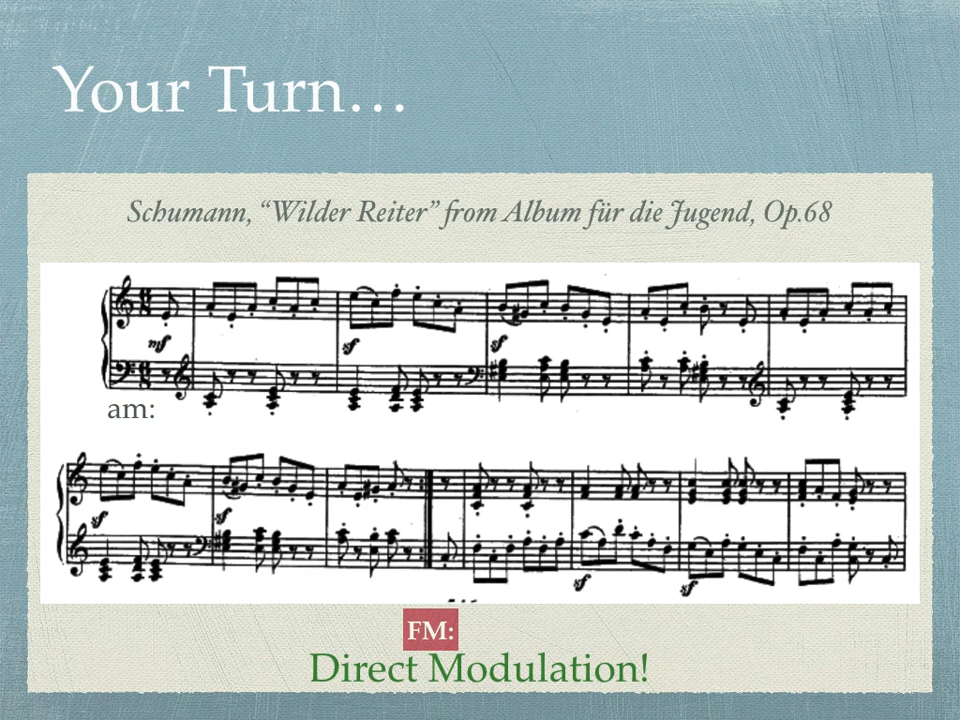 Your Turn…
Schumann, “Wilder Reiter” from Album für die Jugend, Op.68
mf
sf
sf
am:
sf
sf
sf
sf
FM:
Direct Modulation!